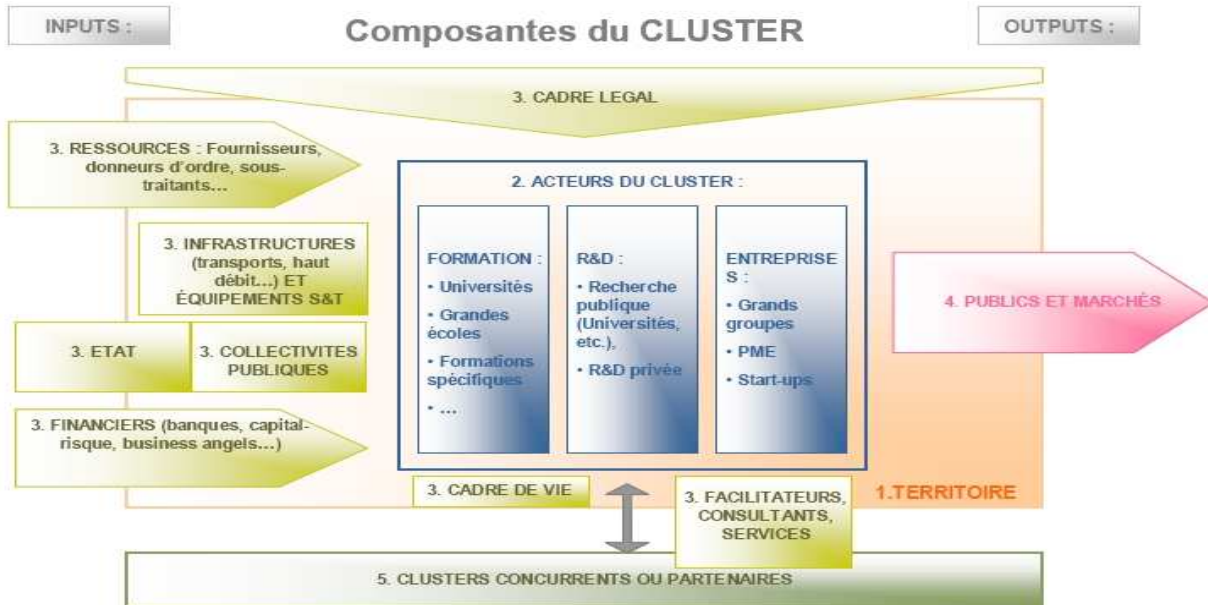 INPUTS :
Composantes du CLUSTER
OUTPUTS :
3. CADRE LEGAL
3. RESSOURCES : Fournisseurs,
donneurs d'ordre, sous-
traitants…
2. ACTEURS DU CLUSTER :
3. INFRASTRUCTURES
(transports, haut
débit…) ET
ÉQUIPEMENTS S&T
FORMATION :
• Universités
• Grandes
écoles
• Formations
spécifiques
• …
R&D :
• Recherche
publique
(Universités,
etc.),
• R&D privée
ENTREPRISE
S :
• Grands
groupes
• PME
• Start-ups
4. PUBLICS ET MARCHÉS
3. ETAT
3. COLLECTIVITES
PUBLIQUES
3. FINANCIERS (banques, capital-
risque, business angels…)
3. CADRE DE VIE
3. FACILITATEURS,
CONSULTANTS,
SERVICES
1.TERRITOIRE
5. CLUSTERS CONCURRENTS OU PARTENAIRES